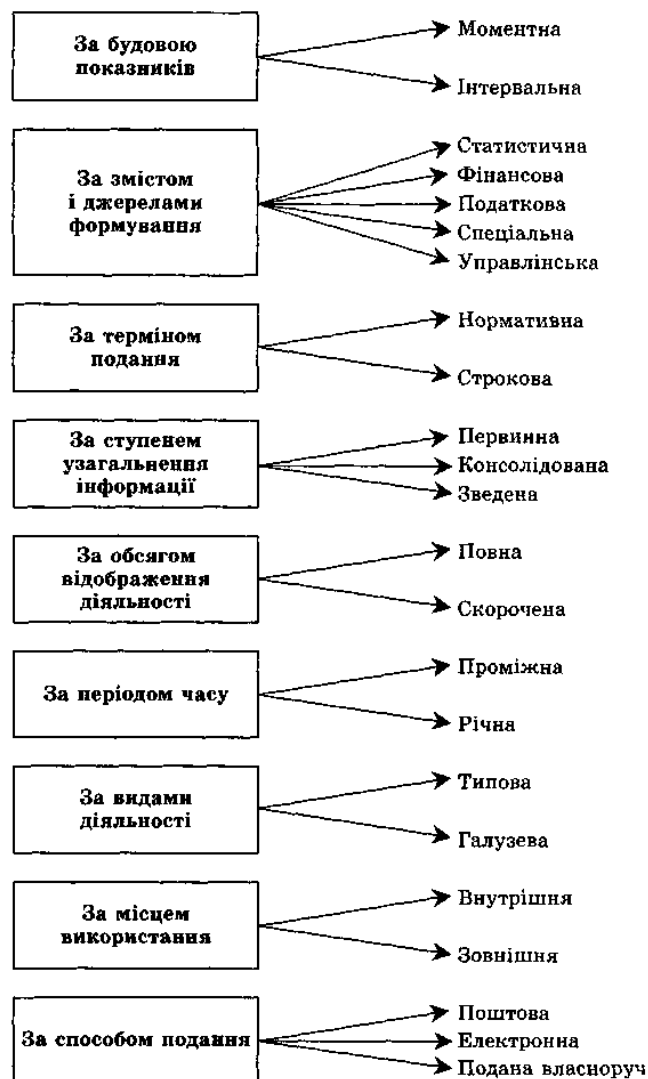 За будовою
показників
Моментна
Інтервальна
За змістом
і джерелами
формування
Статистична
Фінансова
Податкова
Спеціальна
Управлінська
За терміном
подання
Нормативна
Строкова
За ступенем
узагальнення
інформації
Первинна
Консолідована
Зведена
За обсягом
відображення
діяльності
Повна
Скорочена
За періодом часу
Проміжна
Річна
За видами
діяльності
Типова
Галузева
За місцем
використання
Внутрішня
Зовнішня
За способом подання
Поштова
Електронна
Подана власноруч